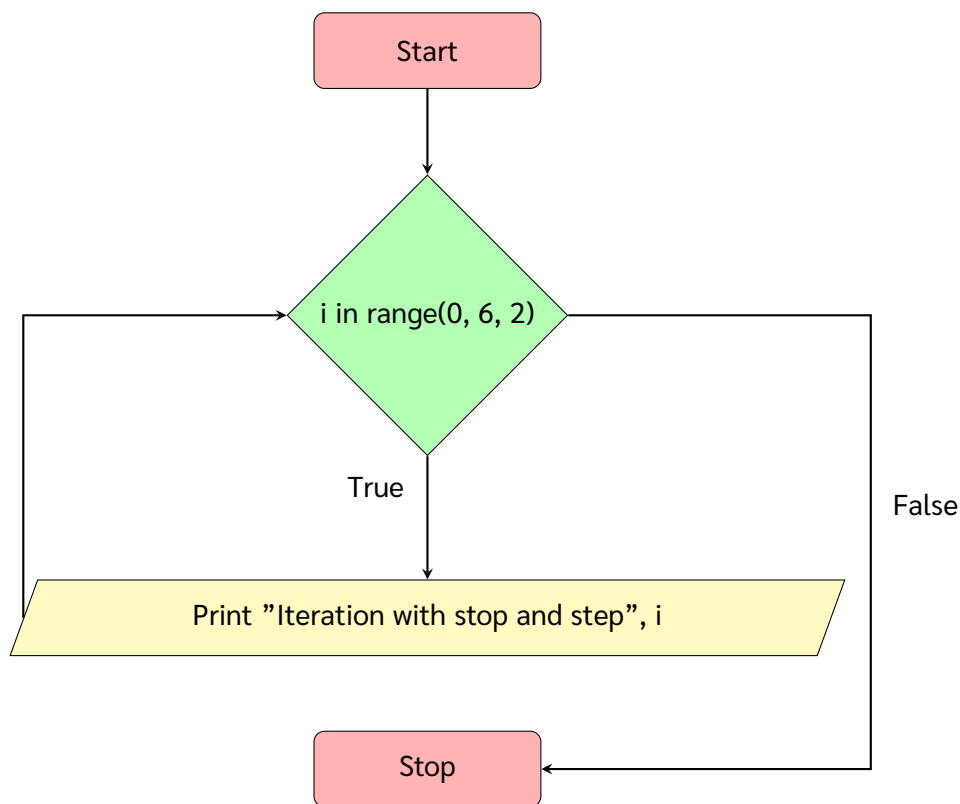 Start
i in range(0, 6, 2)
True
False
Print ”Iteration with stop and step”, i
Stop